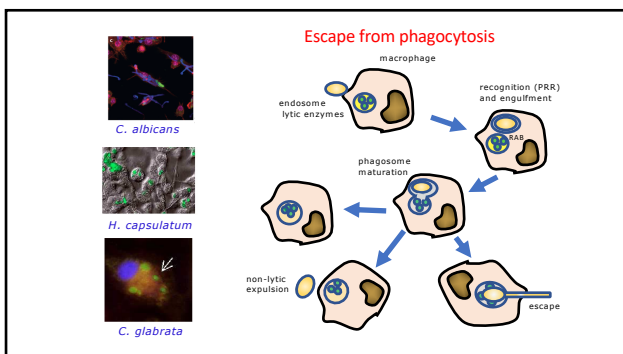 Escape from phagocytosis
c
C. albicans
H. capsulatum
C. glabrata
macrophage
endosome
lytic enzymes
recognition (PRR)
and engulfment
RAB
phagosome
maturation
non-lytic
expulsion
escape